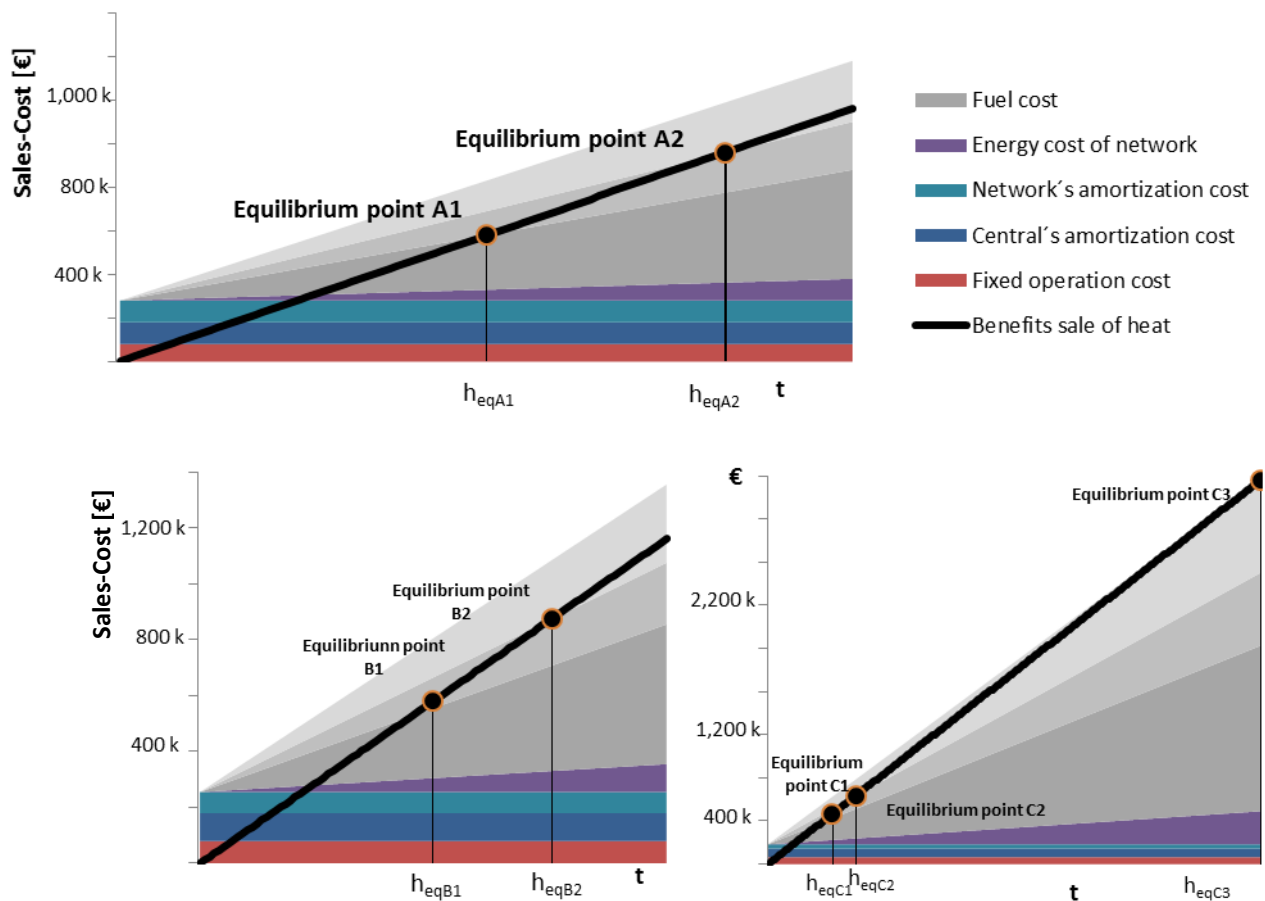 Sales-Cost [€]
1,000 k
800 k
400 k
Equilibrium point A1
Equilibrium point A2
h_eqA1
h_eqA2
t
Fuel cost
Energy cost of network
Network´s amortization cost
Central´s amortization cost
Fixed operation cost
Benefits sale of heat
Sales-Cost [€]
1,200 k
800 k
400 k
Equilibrium point
B2
Equilibriunn point
B1
h_eqB1
h_eqB2
t
€
2,200 k
1,200 k
400 k
Equilibrium point C3
Equilibrium
point C1
Equilibrium point C2
h_eqC1
h_eqC2
t
h_eqC3